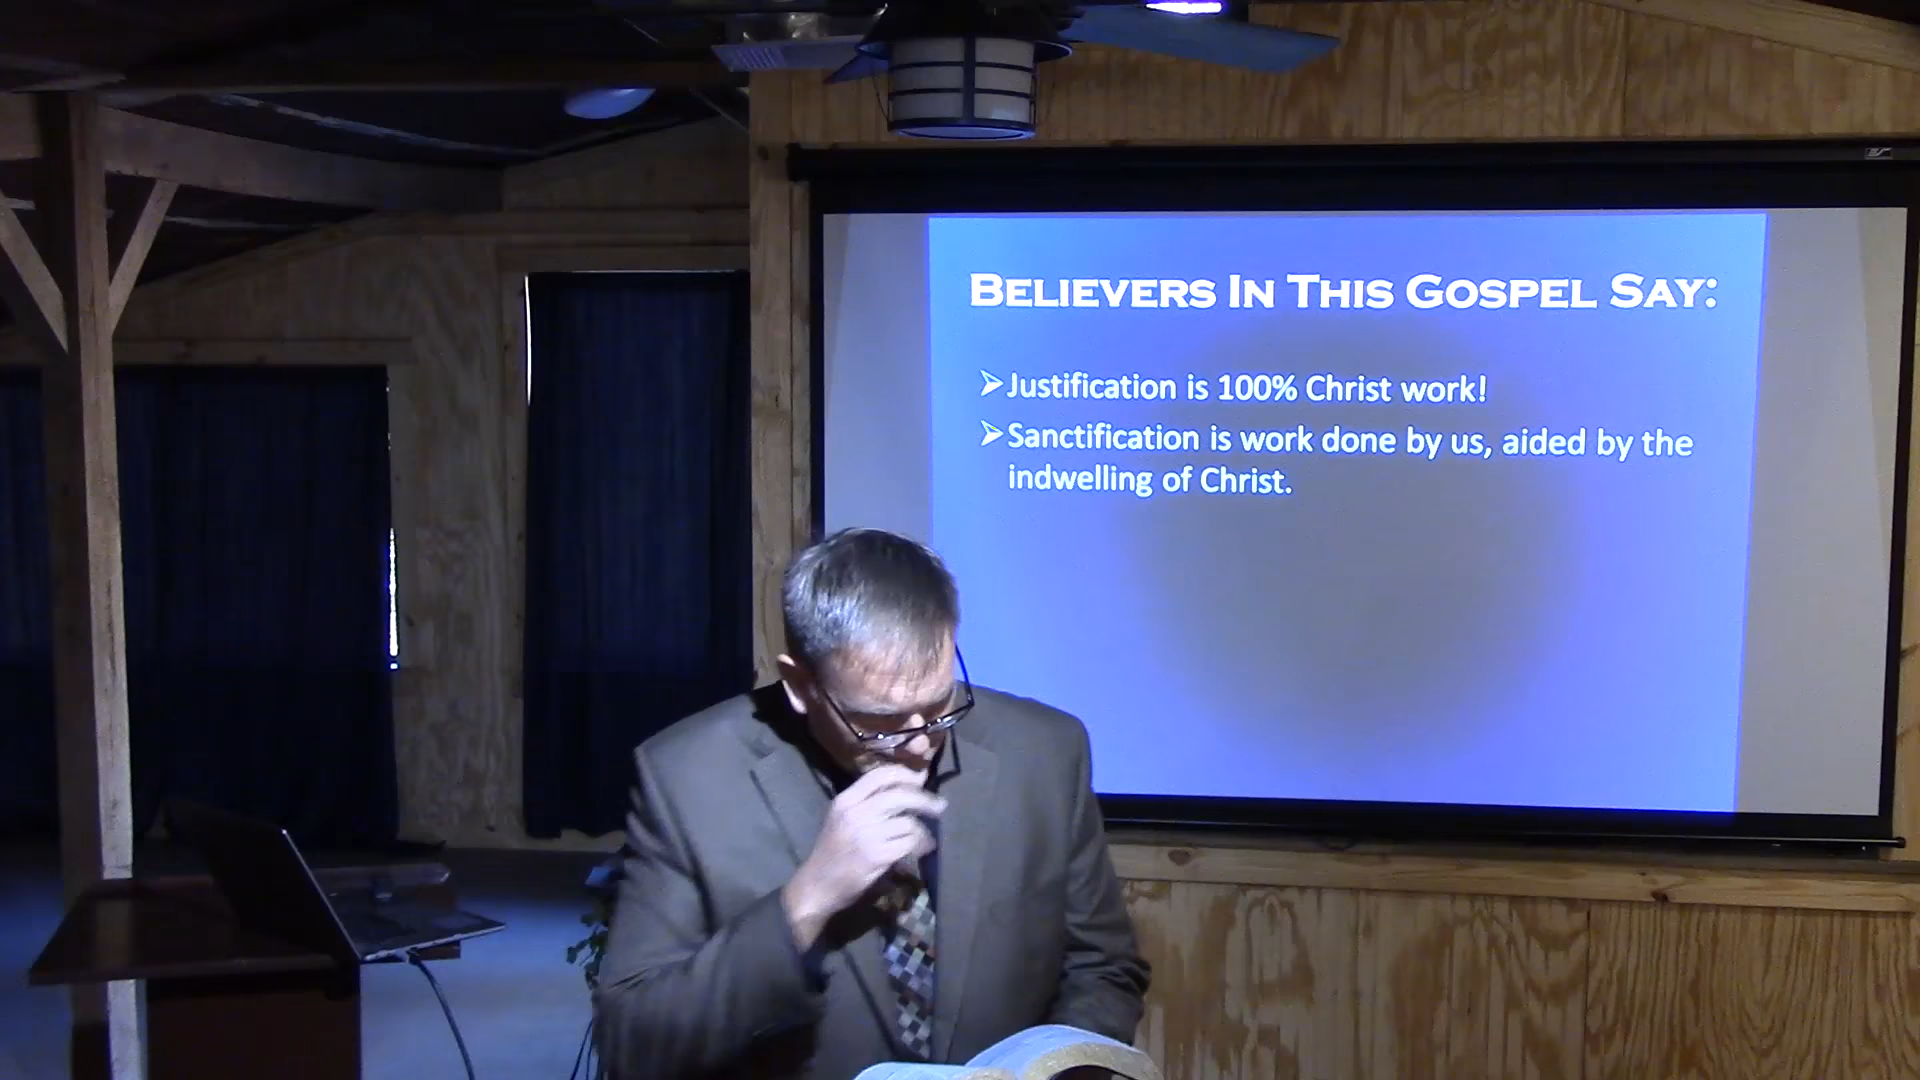 Believers In This Gospel Say:
➢Justification is 100% Christ work!
➢Sanctification is work done by us, aided by the
indwelling of Christ.